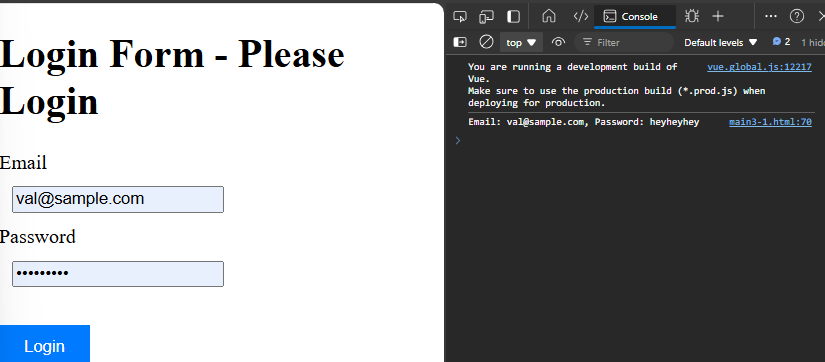 Login Form - Please
Login
Email
val@sample.com
Password
•••••••••
Login
Console
top
Filter
Default levels
2
1 hidd
You are running a development build of vue.global.js:12217
Vue.
Make sure to use the production build (*.prod.js) when
deploying for production.
Email: val@sample.com, Password: heyheyhey main3-1.html:70